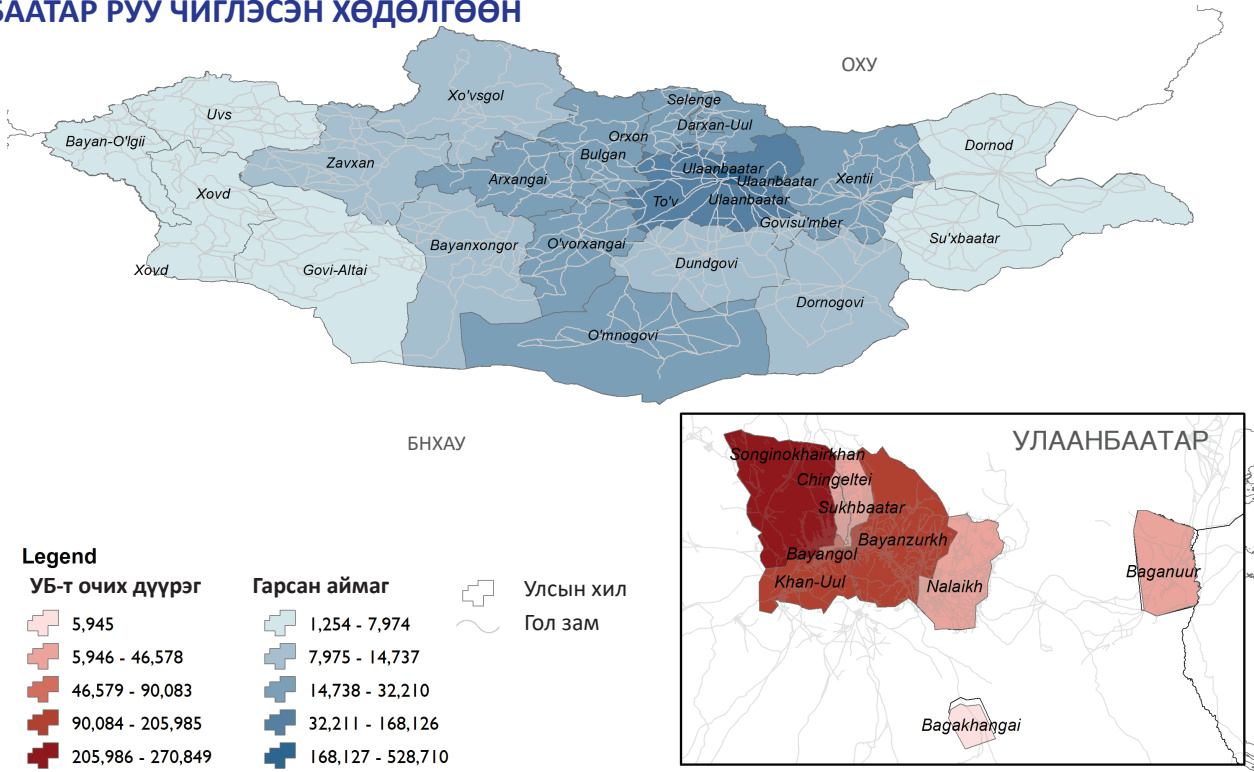 БААТАР РУУ ЧИГЛЭСЭН ХӨДӨЛГӨӨН
ОХУ
Xo'vsgol
Selenge
Uvs
Darxan-Uul
Bayan-O'lgii
Orxon
Dornod
Bulgan
Zavxan
Ulaanbaatar
Arxangai
Ulaanbaatar
Xentii
Xovd
To'v
Ulaanbaatar
Govisu'mber
Bayanxongor
O'vorxangai
Su'xbaatar
Xovd
Govi-Altai
Dundgovi
Dornogovi
O'mnogovi
БНХАУ
УЛААНБААТАР
Songinokhairkhan
Chingeltei
Sukhbaatar
Bayanzurkh
Bayangol
Khan-Uul
Nalaikh
Baganuur
Bagakhangai
Legend
УБ-т очих дүүрэг
5,945
5,946 - 46,578
46,579 - 90,083
90,084 - 205,985
205,986 - 270,849
Гарсан аймаг
1,254 - 7,974
7,975 - 14,737
14,738 - 32,210
32,211 - 168,126
168,127 - 528,710
Улсын хил
Гол зам